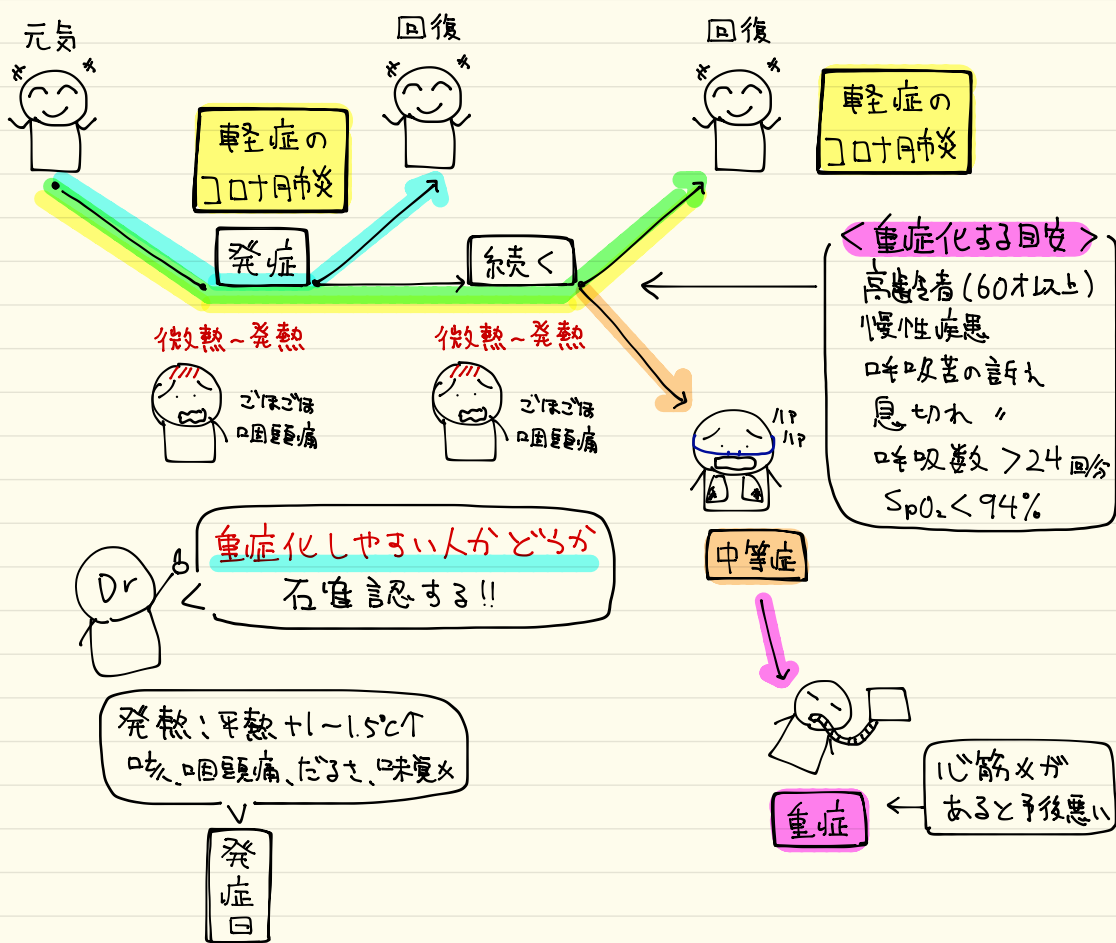 元気
回復
回復
軽症の
コロナ肺炎
軽症の
コロナ肺炎
発症
続く
<重症化する目安>
高齢者(60才以上)
慢性疾患
呼吸苦の訴え
息切れ 〃
呼吸数 >24回/分
SpO₂<94%
微熱~発熱
ごほごほ
咽頭痛
微熱~発熱
ごほごほ
咽頭痛
ハア
ハア
中等症
Dr
重症化しやすい人かどうか
確認する!!
発熱:平熱+1~1.5℃↑
咳、咽頭痛、だるさ、味覚✕
発症日
心筋✕が
あると予後悪い
重症